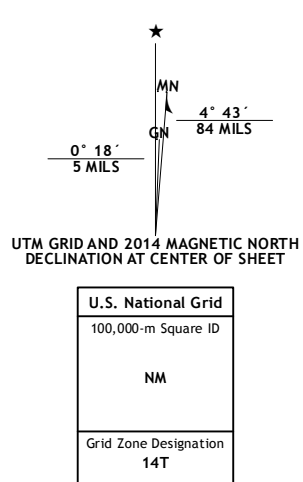 ★
MN
4° 43´
84 MILS
GN
0° 18´
5 MILS
UTM GRID AND 2014 MAGNETIC NORTH
DECLINATION AT CENTER OF SHEET
U.S. National Grid
100,000-m Square ID
NM
Grid Zone Designation
14T